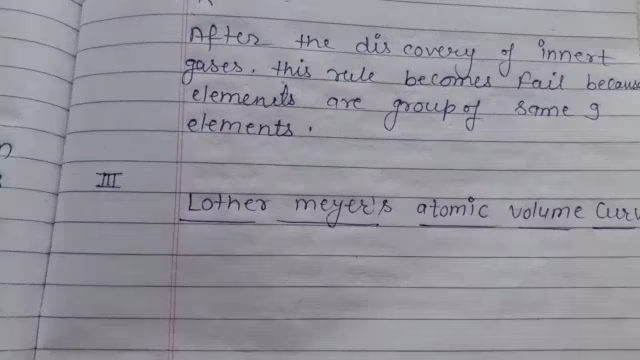 After the discovery of innert
gases. this rule becomes fail because
elements are group of same 9
elements.
III
Lother meyer's atomic volume Curv